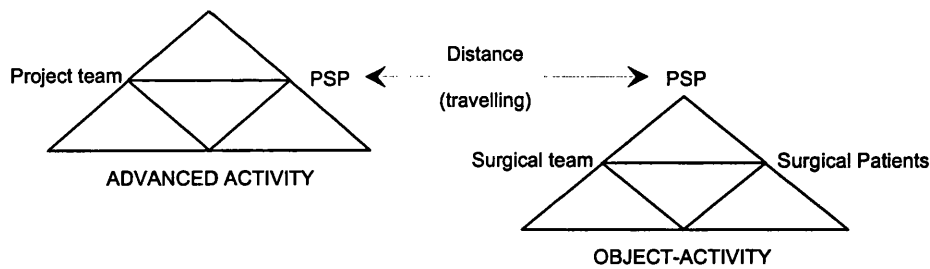 Project team
PSP
Distance
(travelling)
PSP
ADVANCED ACTIVITY
Surgical team
Surgical Patients
OBJECT-ACTIVITY